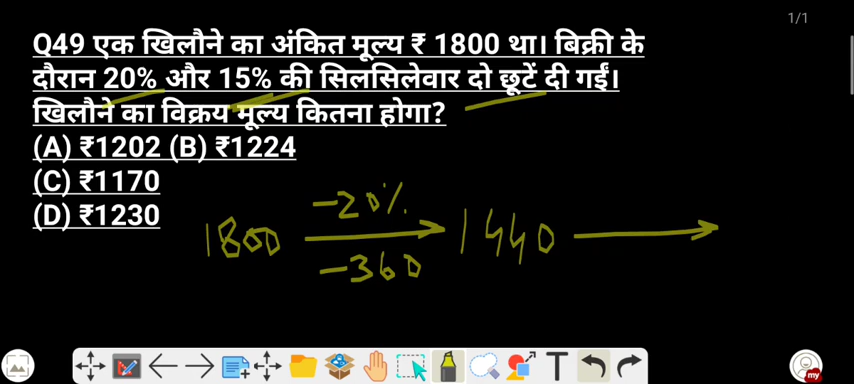 1/1
Q49 एक खिलौने का अंकित मूल्य ₹ 1800 था। बिक्री के
दौरान 20% और 15% की सिलसिलेवार दो छूटें दी गईं।
खिलौने का विक्रय मूल्य कितना होगा?
(A) ₹1202 (B) ₹1224
(C) ₹1170
(D) ₹1230
-20%
1800 1440
-360
T
my